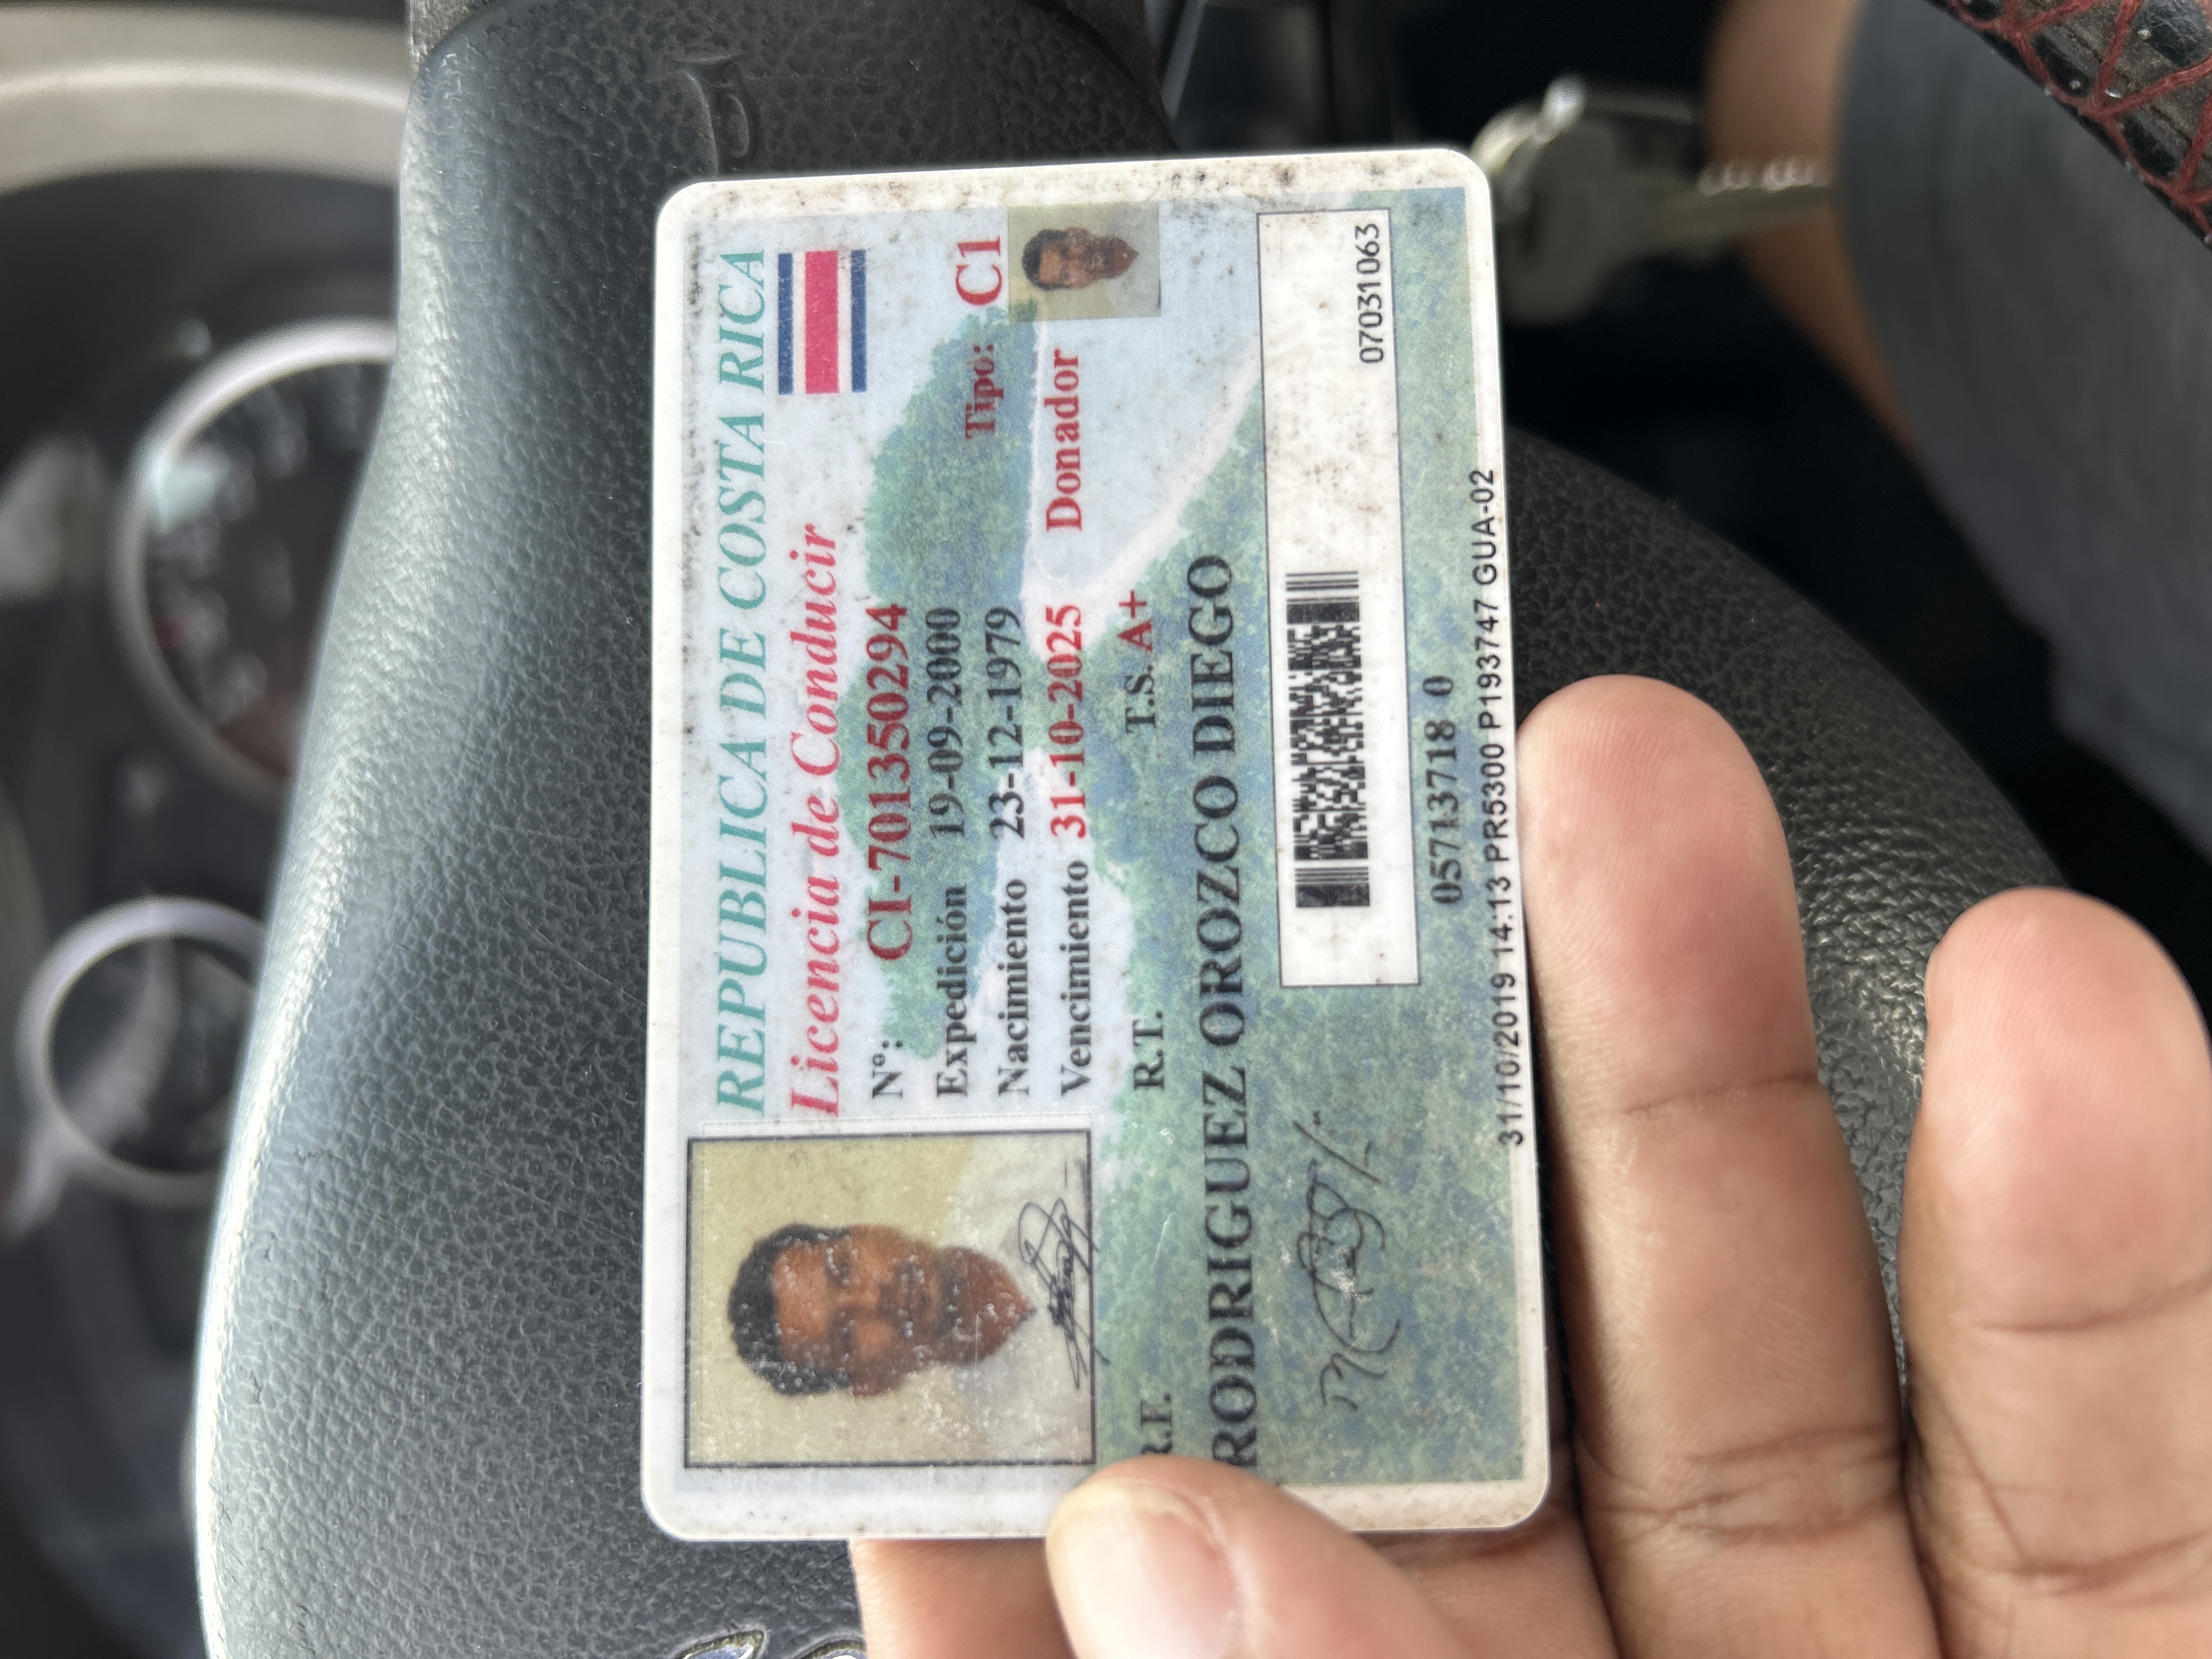 REPUBLICA DE COSTA RICA
Licencia de Conducir
Nº: CI-701350294
Expedición 19-09-2000
Tipo: C1
Nacimiento 23-12-1979
Vencimiento 31-10-2025 Donador
R.F. R.T. T.S. A+
RODRIGUEZ OROZCO DIEGO
07031063
05713718 0
31/10/2019 14:13 PR5300 P193747 GUA-02